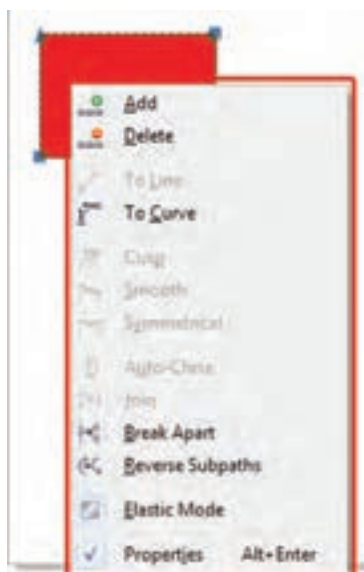 Add
Delete
To Line
To Curve
Cusp
Smooth
Symmetrical
Auto-Close
Join
Break Apart
Reverse Subpaths
Elastic Mode
Properties Alt+Enter